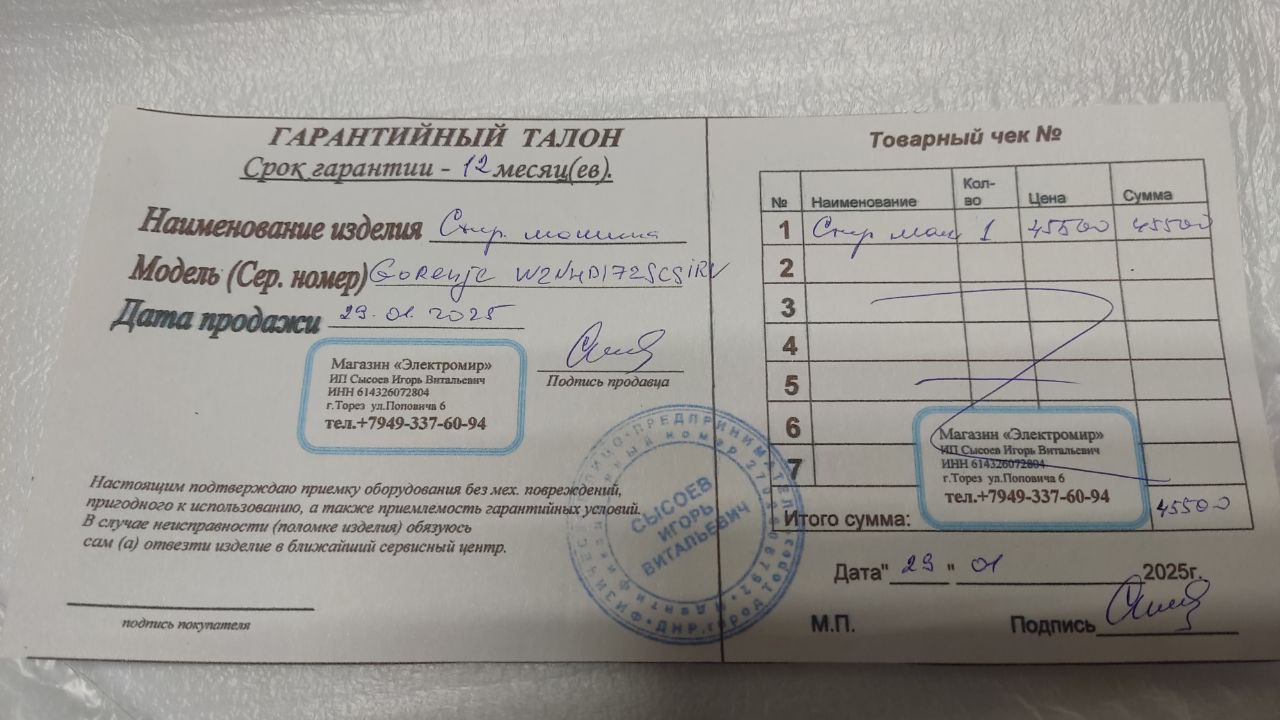 ГАРАНТИЙНЫЙ ТАЛОН
Срок гарантии - 12 месяц(ев).
Наименование изделия Стир. машина
Модель (Сер. номер) Gorenje W2NHPI72SCSIRV
Дата продажи 29.01.2025
Магазин «Электромир»
ИП Сысоев Игорь Витальевич
ИНН 614326072804
г.Торез ул.Поповича 6
тел.+7949-337-60-94
Подпись продавца
Настоящим подтверждаю приемку оборудования без мех. повреждений,
пригодного к использованию, а также приемлемость гарантийных условий.
В случае неисправности (поломке изделия) обязуюсь
сам (а) отвезти изделие в ближайший сервисный центр.
подпись покупателя
СЫСОЕВ
ИГОРЬ
ВИТАЛЬЕВИЧ
Товарный чек №
№ Наименование Кол-во Цена Сумма
1 Стир маш 1 45500 45500
2
3
4
5
6
7
Магазин «Электромир»
ИП Сысоев Игорь Витальевич
ИНН 614326072804
г.Торез ул.Поповича 6
тел.+7949-337-60-94
Итого сумма: 45500
Дата" 29 " 01 2025г.
М.П. Подпись